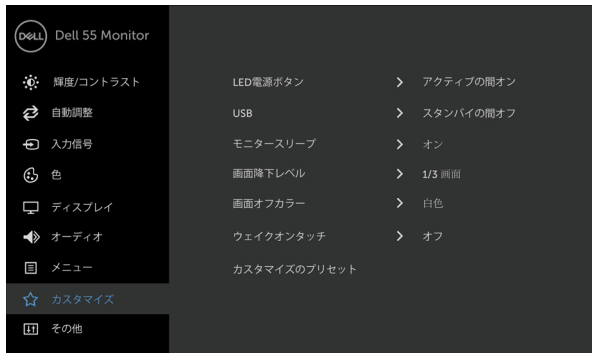 DELL Dell 55 Monitor
輝度/コントラスト
自動調整
入力信号
色
ディスプレイ
オーディオ
メニュー
カスタマイズ
その他
LED電源ボタン アクティブの間オン
USB スタンバイの間オフ
モニタースリープ オン
画面降下レベル 1/3 画面
画面オフカラー 白色
ウェイクオンタッチ オフ
カスタマイズのプリセット